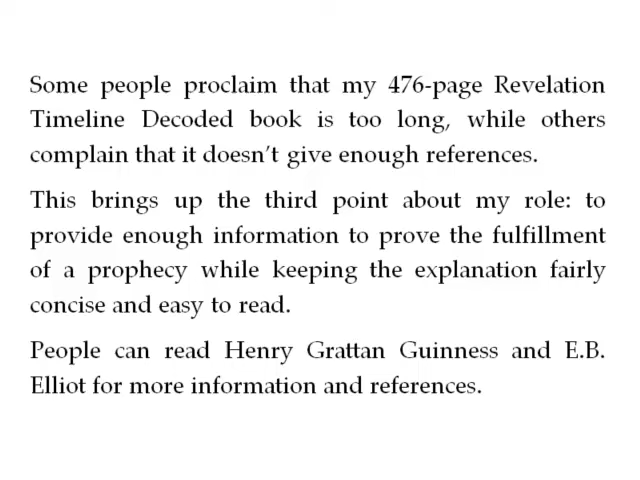 Some people proclaim that my 476-page Revelation
Timeline Decoded book is too long, while others
complain that it doesn't give enough references.
This brings up the third point about my role: to
provide enough information to prove the fulfillment
of a prophecy while keeping the explanation fairly
concise and easy to read.
People can read Henry Grattan Guinness and E.B.
Elliot for more information and references.